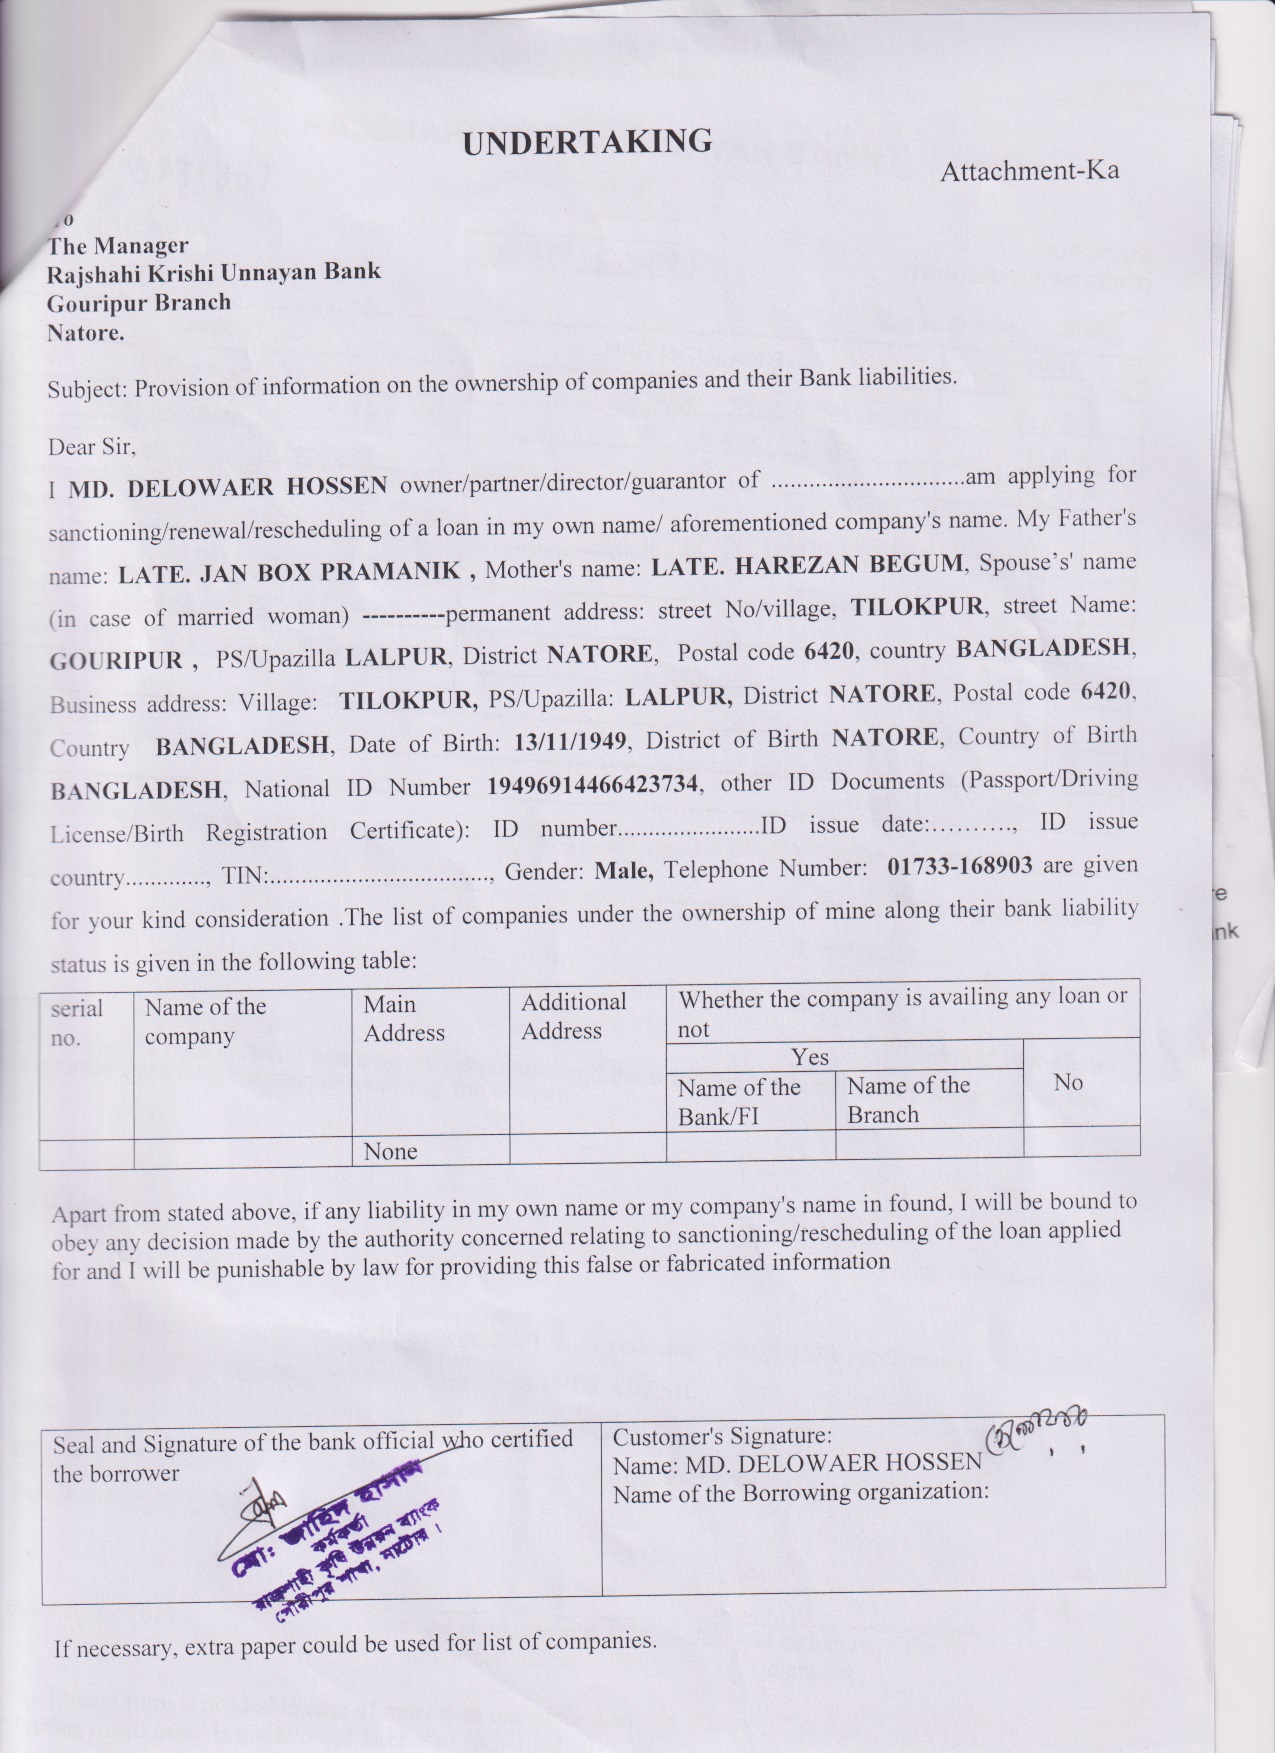 UNDERTAKING
Attachment-Ka
To
The Manager
Rajshahi Krishi Unnayan Bank
Gouripur Branch
Natore.
Subject: Provision of information on the ownership of companies and their Bank liabilities.
Dear Sir,
I MD. DELOWAER HOSSEN owner/partner/director/guarantor of ................................am applying for
sanctioning/renewal/rescheduling of a loan in my own name/ aforementioned company's name. My Father's
name: LATE. JAN BOX PRAMANIK , Mother's name: LATE. HAREZAN BEGUM, Spouse’s' name
(in case of married woman) ----------permanent address: street No/village, TILOKPUR, street Name:
GOURIPUR , PS/Upazilla LALPUR, District NATORE, Postal code 6420, country BANGLADESH,
Business address: Village: TILOKPUR, PS/Upazilla: LALPUR, District NATORE, Postal code 6420,
Country BANGLADESH, Date of Birth: 13/11/1949, District of Birth NATORE, Country of Birth
BANGLADESH, National ID Number 19496914466423734, other ID Documents (Passport/Driving
License/Birth Registration Certificate): ID number.......................ID issue date:.........., ID issue
country............., TIN:..................................., Gender: Male, Telephone Number: 01733-168903 are given
for your kind consideration .The list of companies under the ownership of mine along their bank liability
status is given in the following table:
serial no. Name of the company Main Address Additional Address Whether the company is availing any loan or not
Yes
No
Name of the Bank/FI Name of the Branch
None
Apart from stated above, if any liability in my own name or my company's name in found, I will be bound to
obey any decision made by the authority concerned relating to sanctioning/rescheduling of the loan applied
for and I will be punishable by law for providing this false or fabricated information
Seal and Signature of the bank official who certified
the borrower
মো: জাহিদ হাসান
কর্মকর্তা
রাজশাহী কৃষি উন্নয়ন ব্যাংক
গৌরীপুর শাখা, নাটোর।
Customer's Signature:
Name: MD. DELOWAER HOSSEN
Name of the Borrowing organization:
If necessary, extra paper could be used for list of companies.